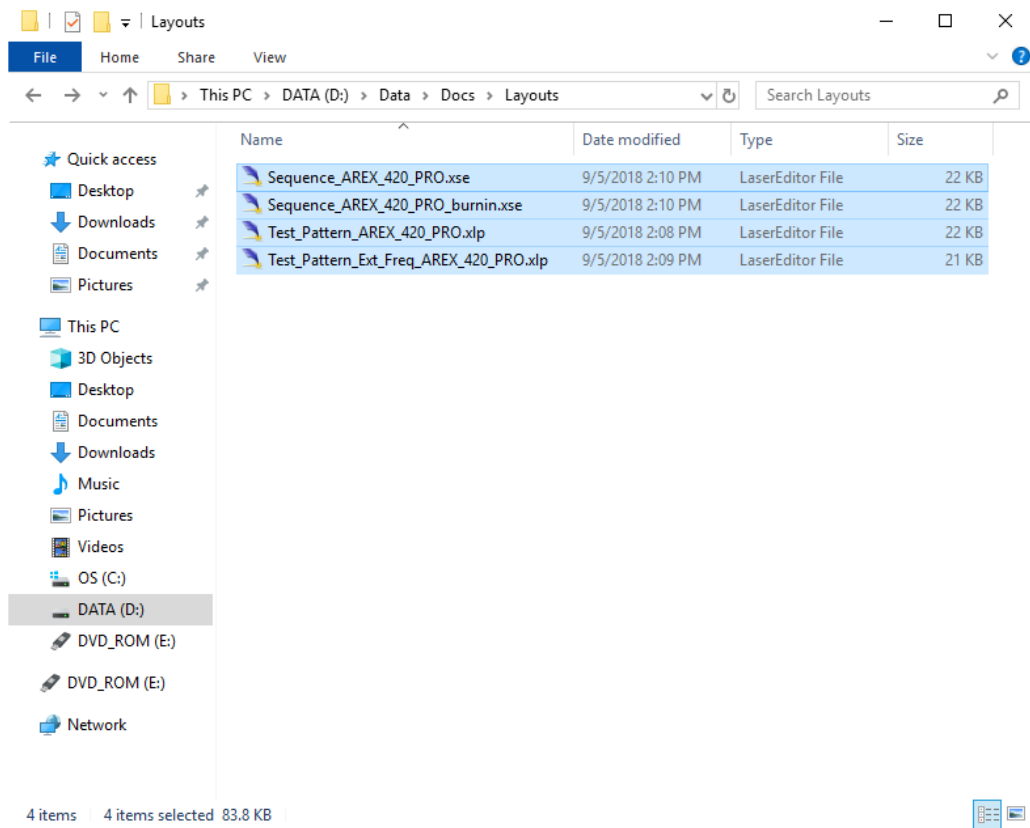 Layouts
File Home Share View
This PC > DATA (D:) > Data > Docs > Layouts
Search Layouts
Name Date modified Type Size
Sequence_AREX_420_PRO.xse 9/5/2018 2:10 PM LaserEditor File 22 KB
Sequence_AREX_420_PRO_burnin.xse 9/5/2018 2:10 PM LaserEditor File 22 KB
Test_Pattern_AREX_420_PRO.xlp 9/5/2018 2:08 PM LaserEditor File 22 KB
Test_Pattern_Ext_Freq_AREX_420_PRO.xlp 9/5/2018 2:09 PM LaserEditor File 21 KB
Quick access
Desktop
Downloads
Documents
Pictures
This PC
3D Objects
Desktop
Documents
Downloads
Music
Pictures
Videos
OS (C:)
DATA (D:)
DVD_ROM (E:)
DVD_ROM (E:)
Network
4 items 4 items selected 83.8 KB